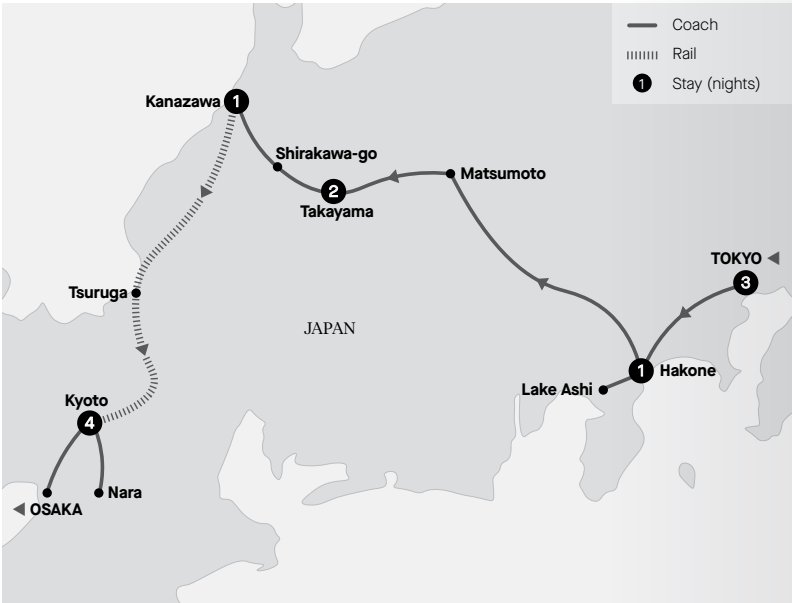 Coach
Rail
1 Stay (nights)
Kanazawa 1
Shirakawa-go
2
Takayama
Matsumoto
TOKYO
3
Tsuruga
JAPAN
1 Hakone
Lake Ashi
Kyoto
4
Nara
OSAKA